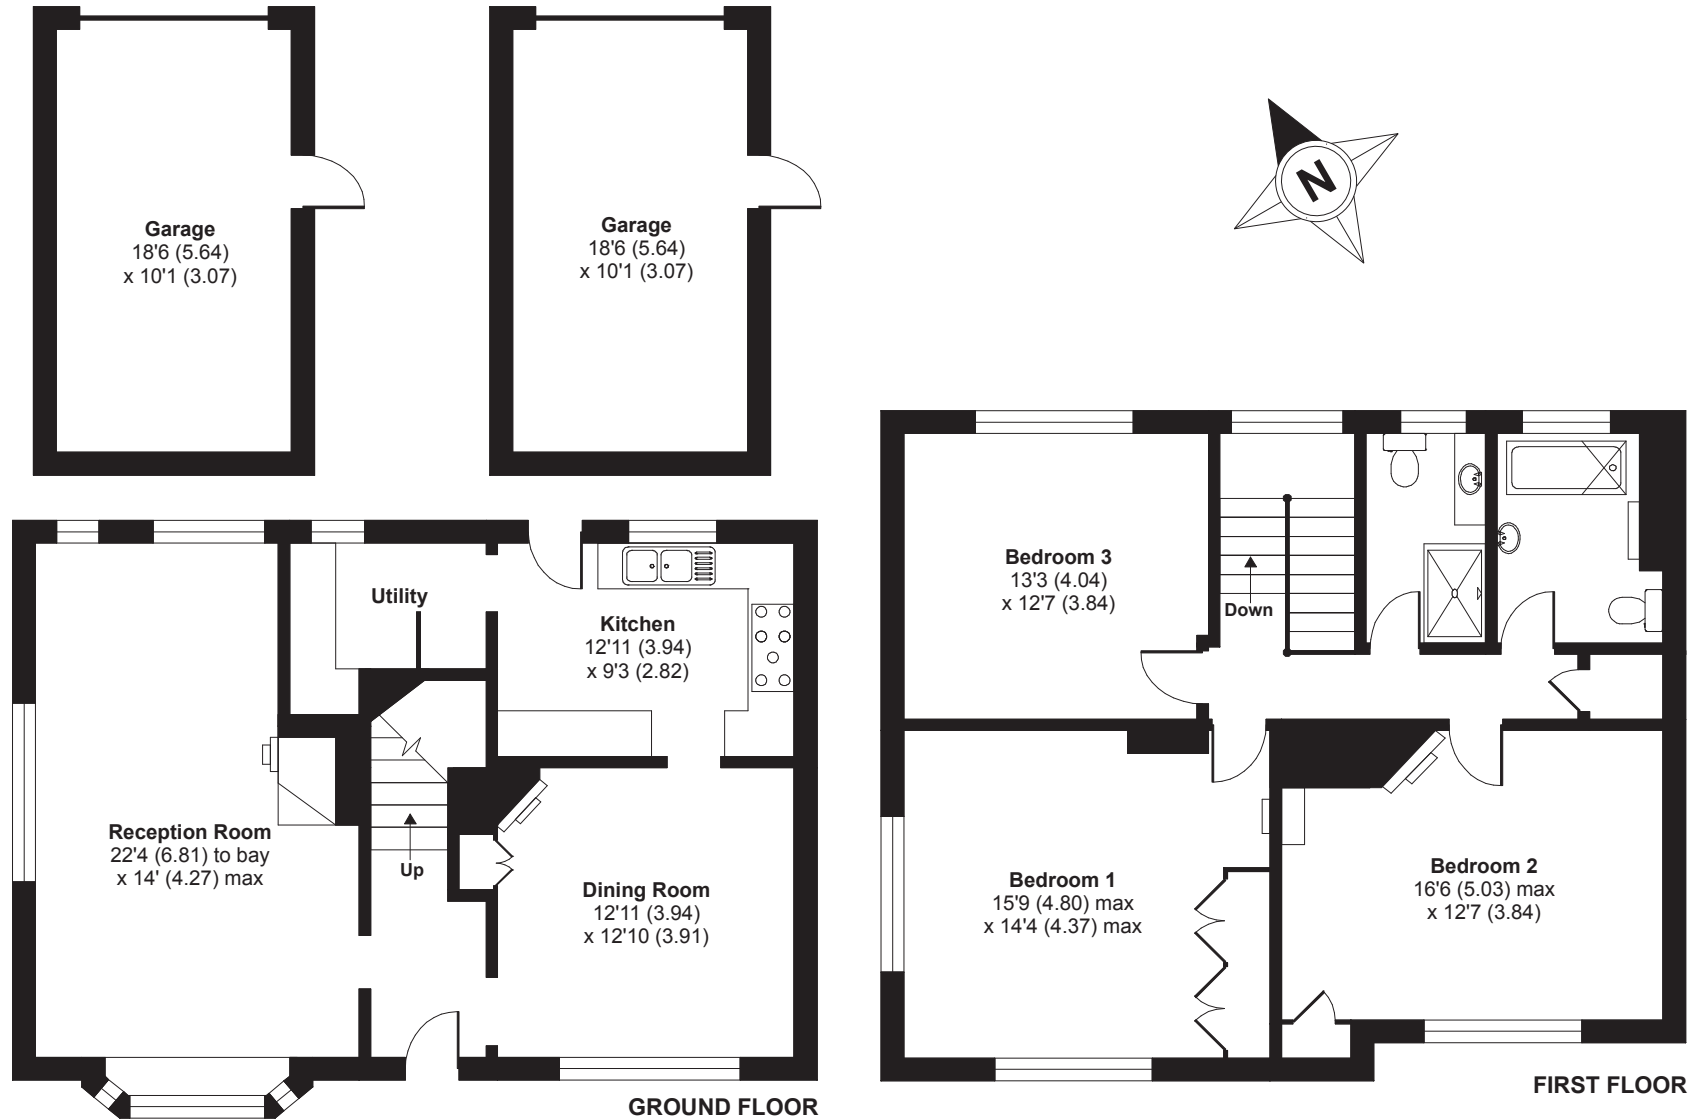 Garage
18'6 (5.64)
x 10'1 (3.07)
Garage
18'6 (5.64)
x 10'1 (3.07)
N
Utility
Kitchen
12'11 (3.94)
x 9'3 (2.82)
Reception Room
22'4 (6.81) to bay
x 14' (4.27) max
Up
Dining Room
12'11 (3.94)
x 12'10 (3.91)
GROUND FLOOR
Bedroom 3
13'3 (4.04)
x 12'7 (3.84)
Down
Bedroom 1
15'9 (4.80) max
x 14'4 (4.37) max
Bedroom 2
16'6 (5.03) max
x 12'7 (3.84)
FIRST FLOOR